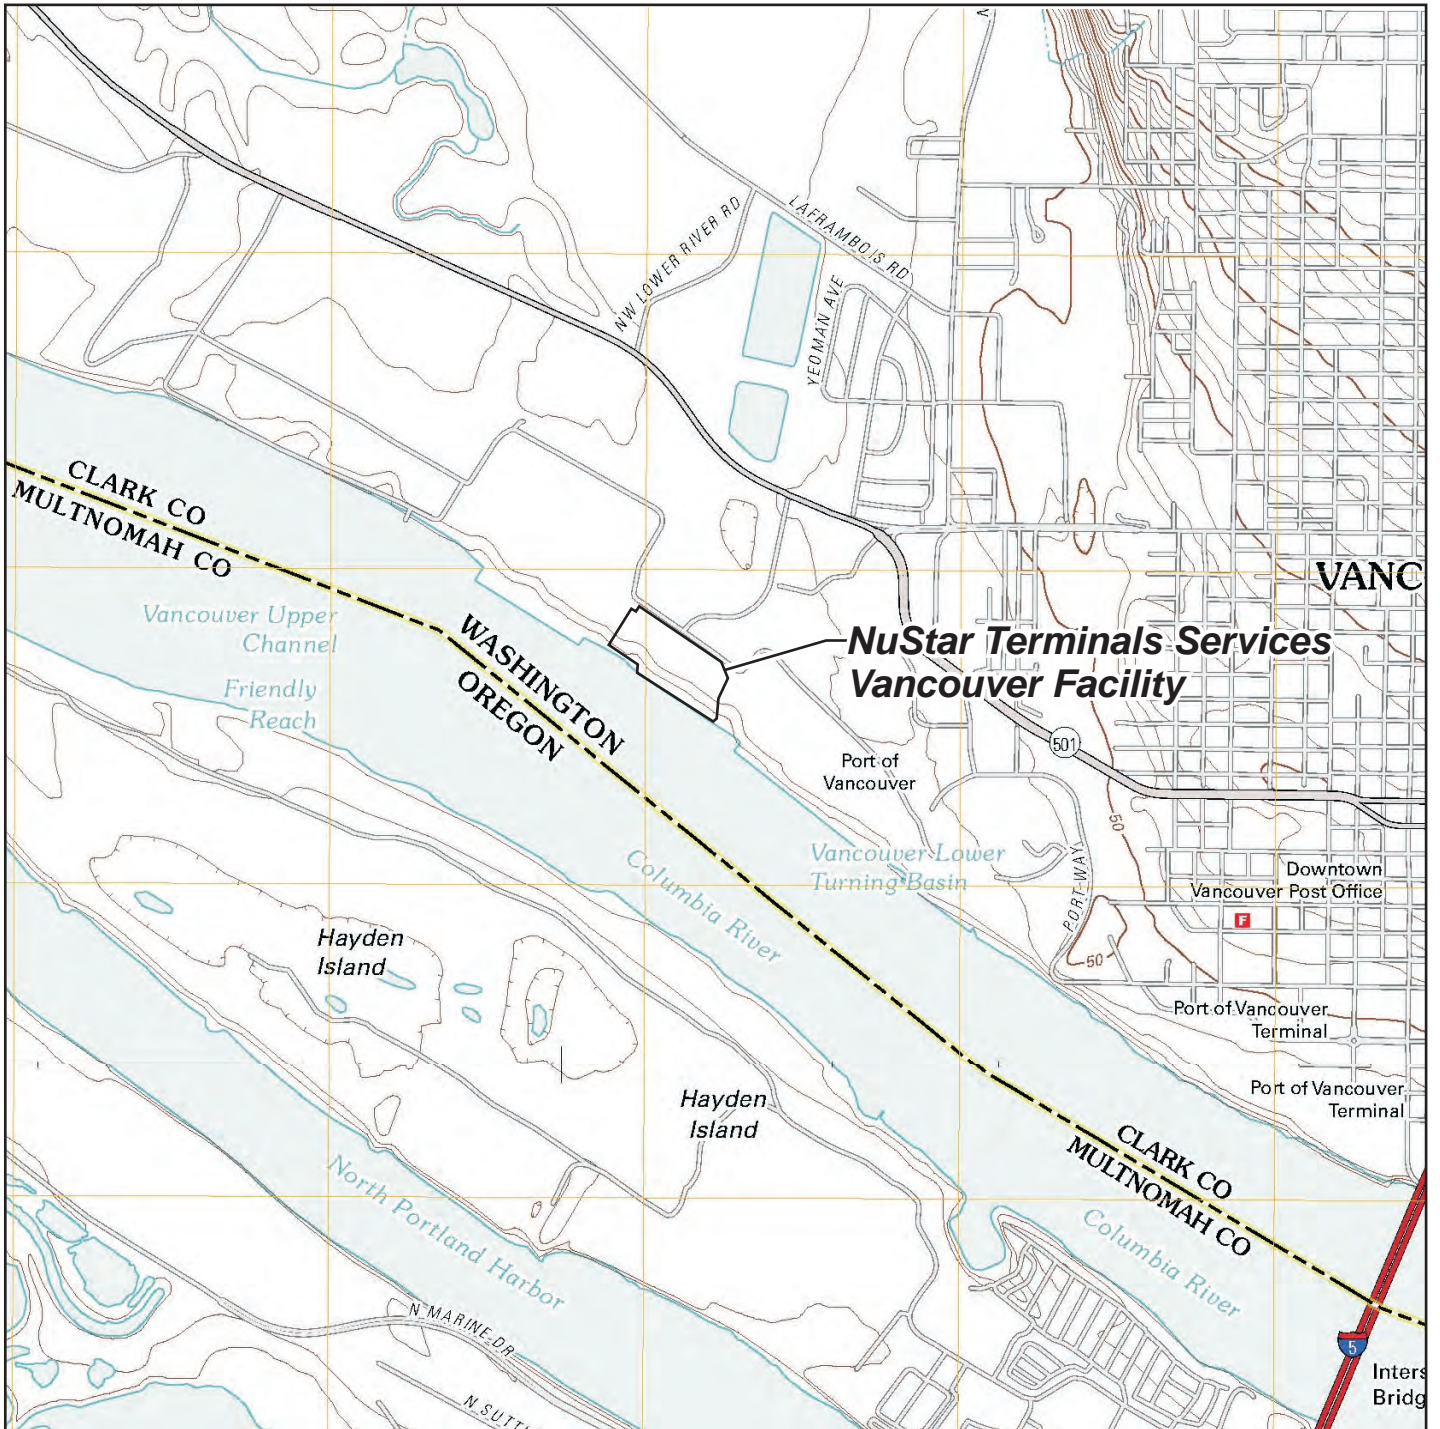 N
NW LOWER RIVER RD
LAFRAMBOIS RD
YEOMAN AVE
CLARK CO
MULTNOMAH CO
VANC
Vancouver Upper
Channel
WASHINGTON
OREGON
NuStar Terminals Services
Vancouver Facility
Friendly
Reach
501
Port of
Vancouver
50
Columbia River
Vancouver Lower
Turning Basin
PORT WAY
Downtown
Vancouver Post Office
F
Hayden
Island
50
Port of Vancouver
Terminal
Port of Vancouver
Terminal
Hayden
Island
CLARK CO
MULTNOMAH CO
North Portland Harbor
Columbia River
N MARINE DR
5
Inters
Bridg
N SUTT